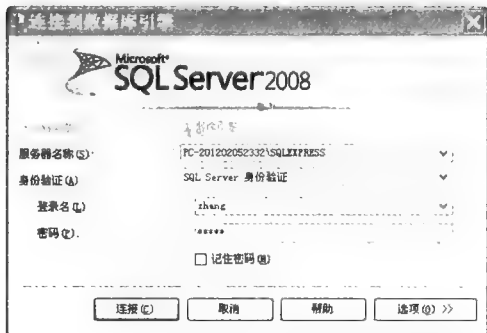 连接到数据库引擎
Microsoft®
SQL Server 2008
服务器名称(S):
PC-201202052332\SQLEXPRESS
身份验证(A)
SQL Server 身份验证
登录名(L)
zhang
密码(P).
*****
记住密码(M)
连接(C)
取消
帮助
选项(O) >>